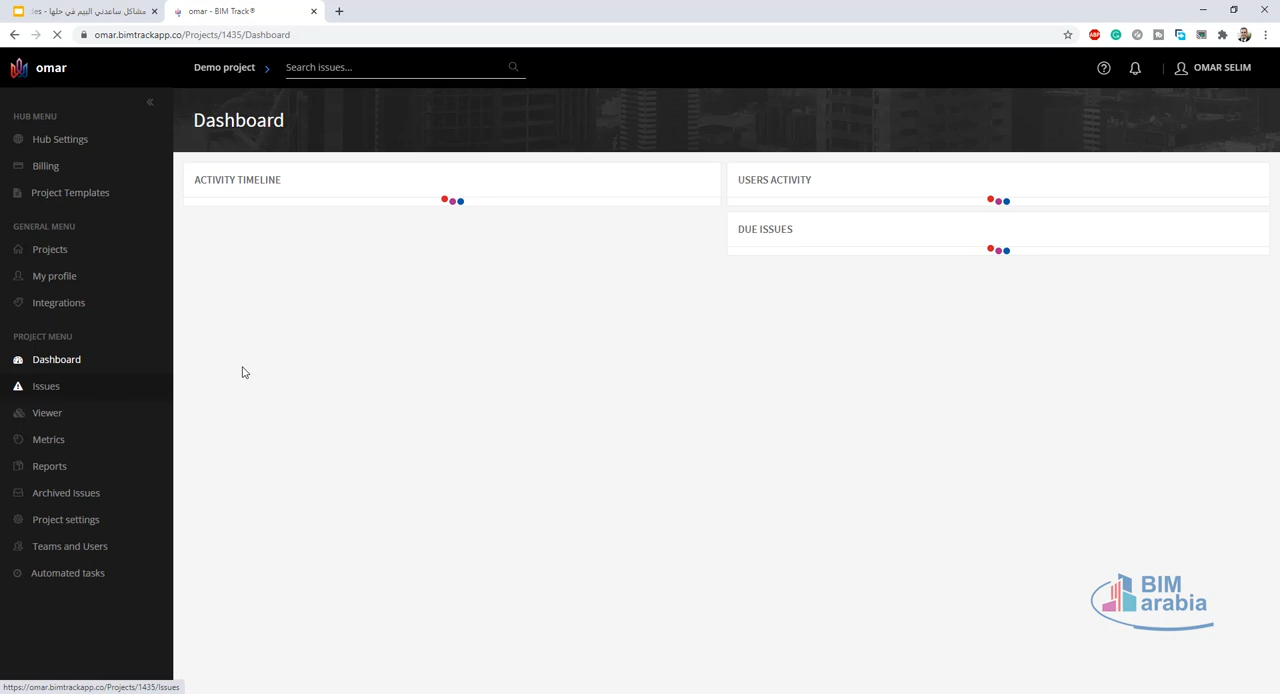 مشاكل ساعدني البيم في حلها - les
omar - BIM Track®
omar.bimtrackapp.co/Projects/1435/Dashboard
omar
Demo project
Search issues...
OMAR SELIM
HUB MENU
Hub Settings
Billing
Project Templates
GENERAL MENU
Projects
My profile
Integrations
PROJECT MENU
Dashboard
Issues
Viewer
Metrics
Reports
Archived Issues
Project settings
Teams and Users
Automated tasks
Dashboard
ACTIVITY TIMELINE
USERS ACTIVITY
DUE ISSUES
BIM
arabia
https://omar.bimtrackapp.co/Projects/1435/Issues